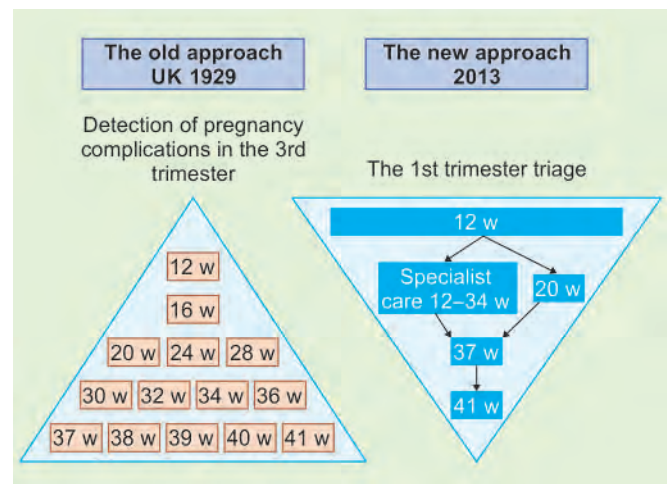 The old approach
UK 1929
Detection of pregnancy
complications in the 3rd
trimester
12 w
16 w
20 w 24 w 28 w
30 w 32 w 34 w 36 w
37 w 38 w 39 w 40 w 41 w
The new approach
2013
The 1st trimester triage
12 w
Specialist
care 12–34 w
20 w
37 w
41 w